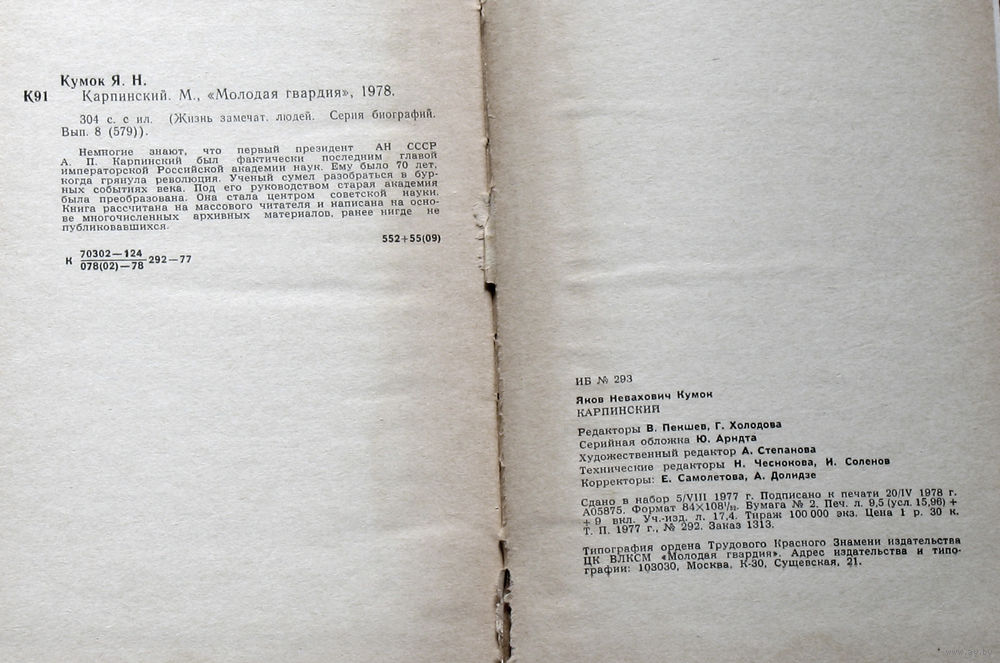 Кумок Я. Н.
К91 Карпинский. М., «Молодая гвардия», 1978.
304 с. с ил. (Жизнь замечат. людей. Серия биографий.
Вып. 8 (579)).
Немногие знают, что первый президент АН СССР
А. П. Карпинский был фактически последним главой
императорской Российской академии наук. Ему было 70 лет,
когда грянула революция. Ученый сумел разобраться в бур-
ных событиях века. Под его руководством старая академия
была преобразована. Она стала центром советской науки.
Книга рассчитана на массового читателя и написана на осно-
ве многочисленных архивных материалов, ранее нигде не
публиковавшихся.
552+55(09)
К 70302—124
078(02)—78 292—77
ИБ № 293
Яков Невахович Кумок
КАРПИНСКИЙ
Редакторы В. Пекшев, Г. Холодова
Серийная обложка Ю. Арндта
Художественный редактор А. Степанова
Технические редакторы Н. Чеснокова, И. Соленов
Корректоры: Е. Самолетова, А. Долидзе
Сдано в набор 5/VIII 1977 г. Подписано к печати 20/IV 1978 г.
А05875. Формат 84×108¹/₃₂. Бумага № 2. Печ. л. 9,5 (усл. 15,96) +
+ 9 вкл. Уч.-изд. л. 17,4. Тираж 100 000 экз. Цена 1 р. 30 к.
Т. П. 1977 г., № 292. Заказ 1313.
Типография ордена Трудового Красного Знамени издательства
ЦК ВЛКСМ «Молодая гвардия». Адрес издательства и типо-
графии: 103030, Москва, К-30, Сущевская, 21.
www.ay.by